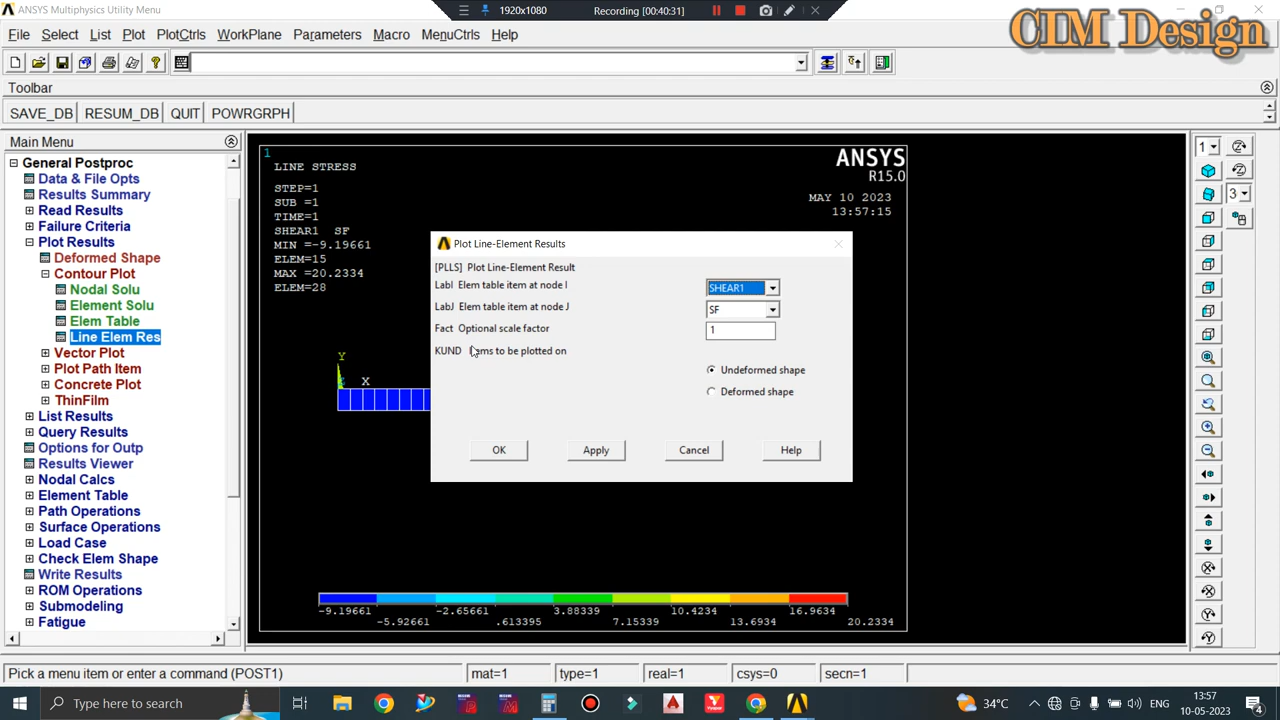 ANSYS Multiphysics Utility Menu
1920x1080
Recording [00:40:31]
CIM Design
File Select List Plot PlotCtrls WorkPlane Parameters Macro MenuCtrls Help
Toolbar
SAVE_DB RESUM_DB QUIT POWRGRPH
Main Menu
General Postproc
Data & File Opts
Results Summary
Read Results
Failure Criteria
Plot Results
Deformed Shape
Contour Plot
Nodal Solu
Element Solu
Elem Table
Line Elem Res
Vector Plot
Plot Path Item
Concrete Plot
ThinFilm
List Results
Query Results
Options for Outp
Results Viewer
Nodal Calcs
Element Table
Path Operations
Surface Operations
Load Case
Check Elem Shape
Write Results
ROM Operations
Submodeling
Fatigue
1
LINE STRESS
STEP=1
SUB =1
TIME=1
SHEAR1 SF
MIN =-9.19661
ELEM=15
MAX =20.2334
ELEM=28
ANSYS
R15.0
MAY 10 2023
13:57:15
Y
X
Plot Line-Element Results
[PLLS] Plot Line-Element Result
LabI Elem table item at node I
SHEAR1
LabJ Elem table item at node J
SF
Fact Optional scale factor
1
KUND Items to be plotted on
Undeformed shape
Deformed shape
OK Apply Cancel Help
-9.19661 -2.65661 3.88339 10.4234 16.9634
-5.92661 .613395 7.15339 13.6934 20.2334
1
3
Pick a menu item or enter a command (POST1)
mat=1 type=1 real=1 csys=0 secn=1
Type here to search
34°C
ENG
13:57
10-05-2023
4